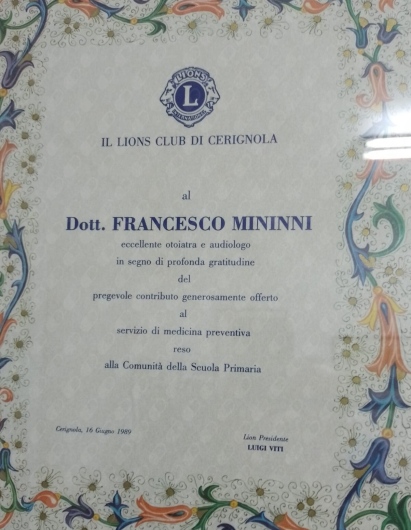 LIONS
L
INTERNATIONAL
IL LIONS CLUB DI CERIGNOLA
al
Dott. FRANCESCO MININNI
eccellente otoiatra e audiologo
in segno di profonda gratitudine
del
pregevole contributo generosamente offerto
al
servizio di medicina preventiva
reso
alla Comunità della Scuola Primaria
Cerignola, 16 Giugno 1989
Lion Presidente
LUIGI VITI